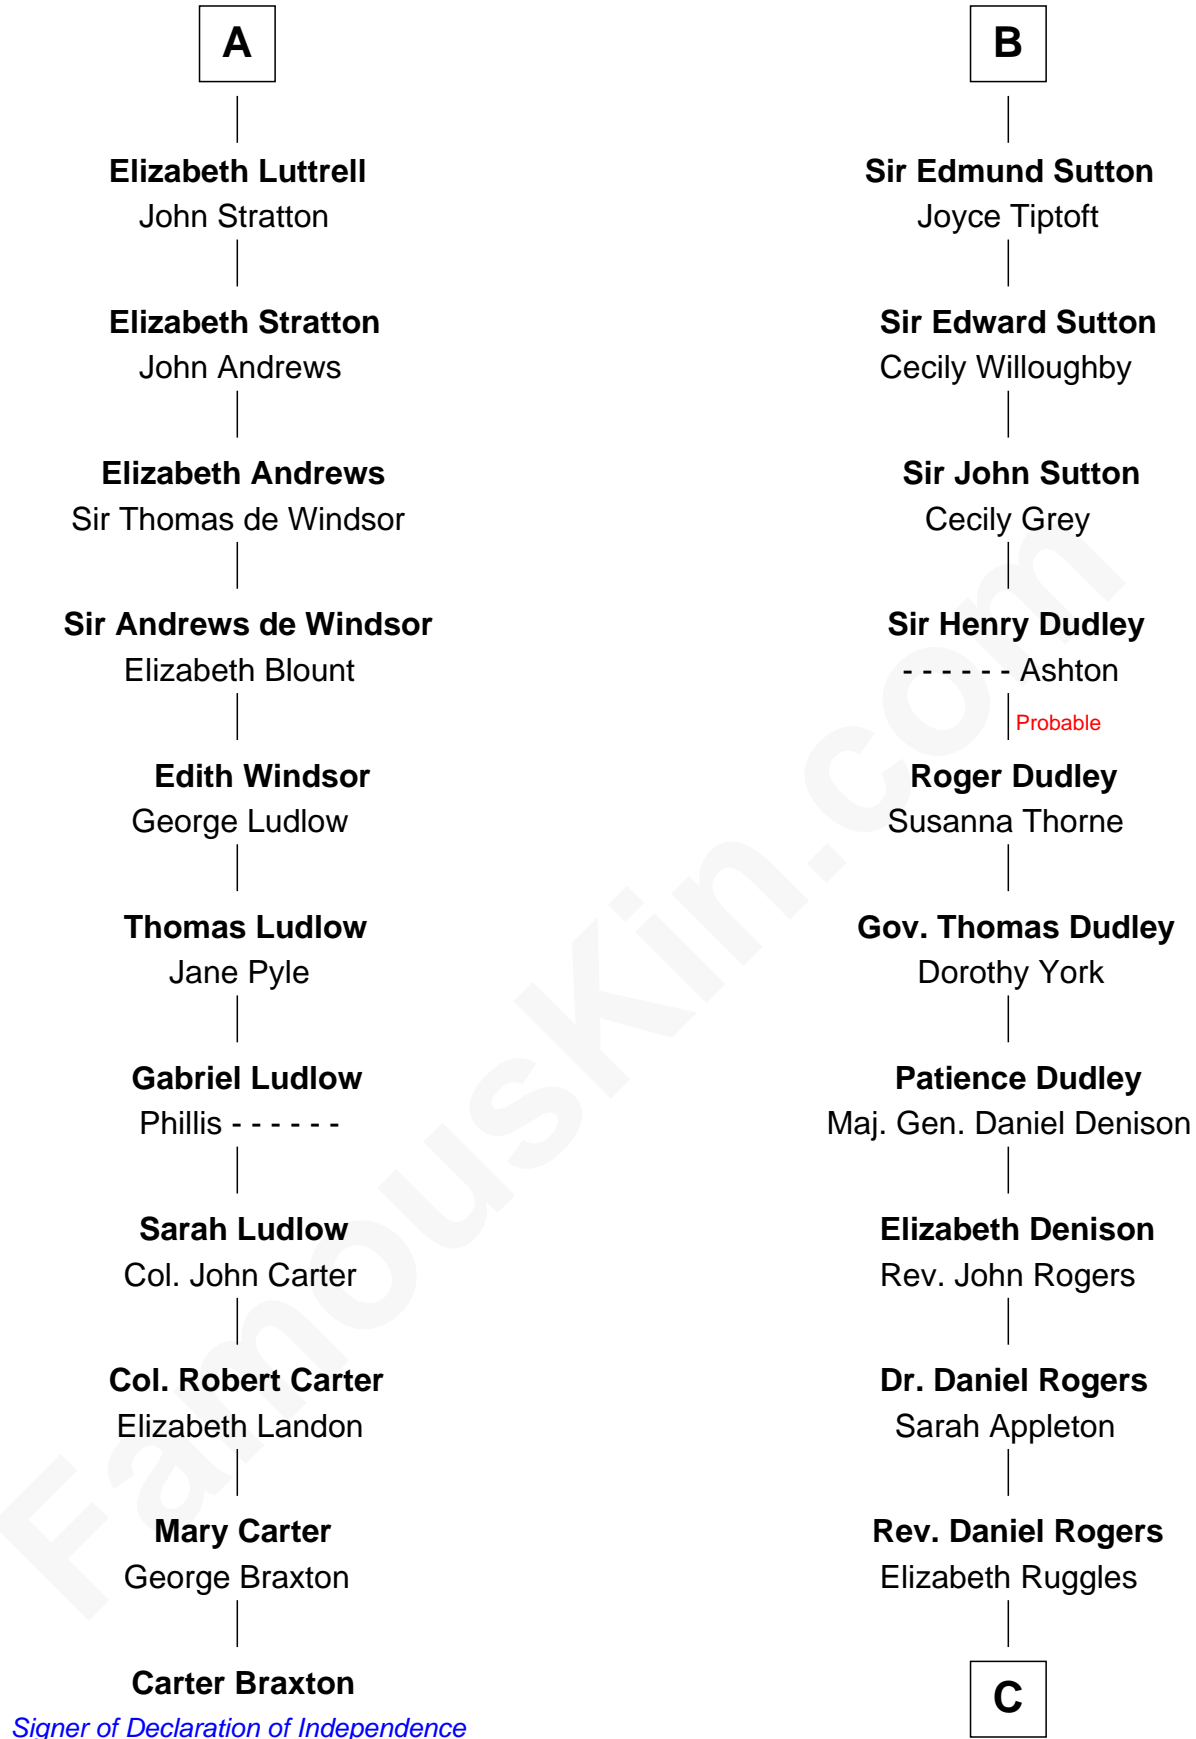 A
Elizabeth Luttrell
John Stratton
Elizabeth Stratton
John Andrews
Elizabeth Andrews
Sir Thomas de Windsor
Sir Andrews de Windsor
Elizabeth Blount
Edith Windsor
George Ludlow
Thomas Ludlow
Jane Pyle
Gabriel Ludlow
Phillis - - - - - -
Sarah Ludlow
Col. John Carter
Col. Robert Carter
Elizabeth Landon
Mary Carter
George Braxton
Carter Braxton
Signer of Declaration of Independence
B
Sir Edmund Sutton
Joyce Tiptoft
Sir Edward Sutton
Cecily Willoughby
Sir John Sutton
Cecily Grey
Sir Henry Dudley
- - - - - - Ashton
Probable
Roger Dudley
Susanna Thorne
Gov. Thomas Dudley
Dorothy York
Patience Dudley
Maj. Gen. Daniel Denison
Elizabeth Denison
Rev. John Rogers
Dr. Daniel Rogers
Sarah Appleton
Rev. Daniel Rogers
Elizabeth Ruggles
C
FamousKin.com